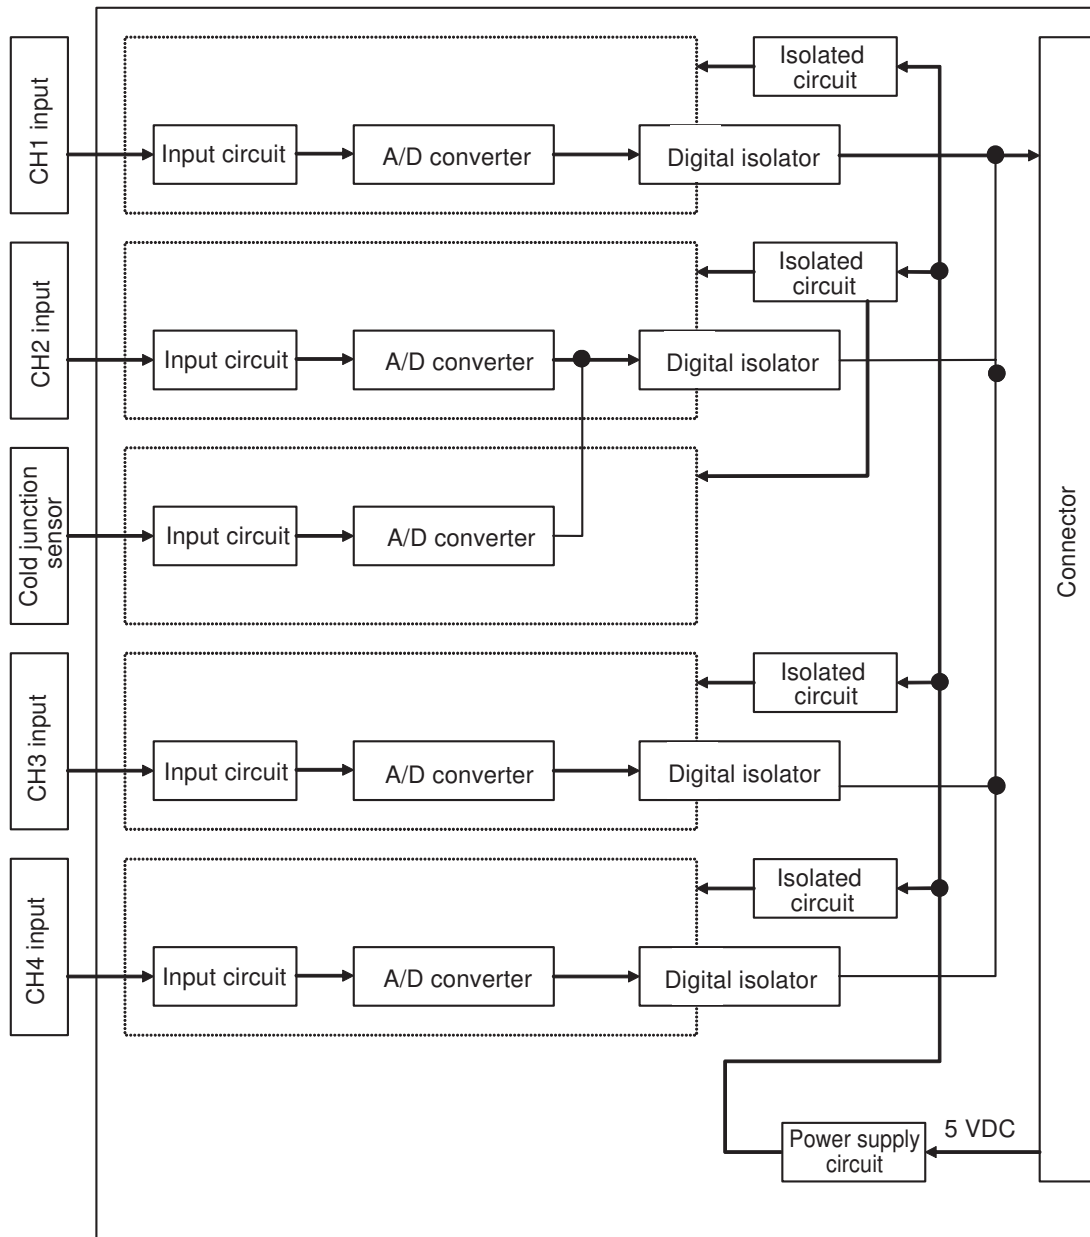 CH1 input
Input circuit
A/D converter
Digital isolator
Isolated
circuit
CH2 input
Input circuit
A/D converter
Digital isolator
Isolated
circuit
Cold junction
sensor
Input circuit
A/D converter
Connector
CH3 input
Input circuit
A/D converter
Digital isolator
Isolated
circuit
CH4 input
Input circuit
A/D converter
Digital isolator
Isolated
circuit
Power supply
circuit
5 VDC